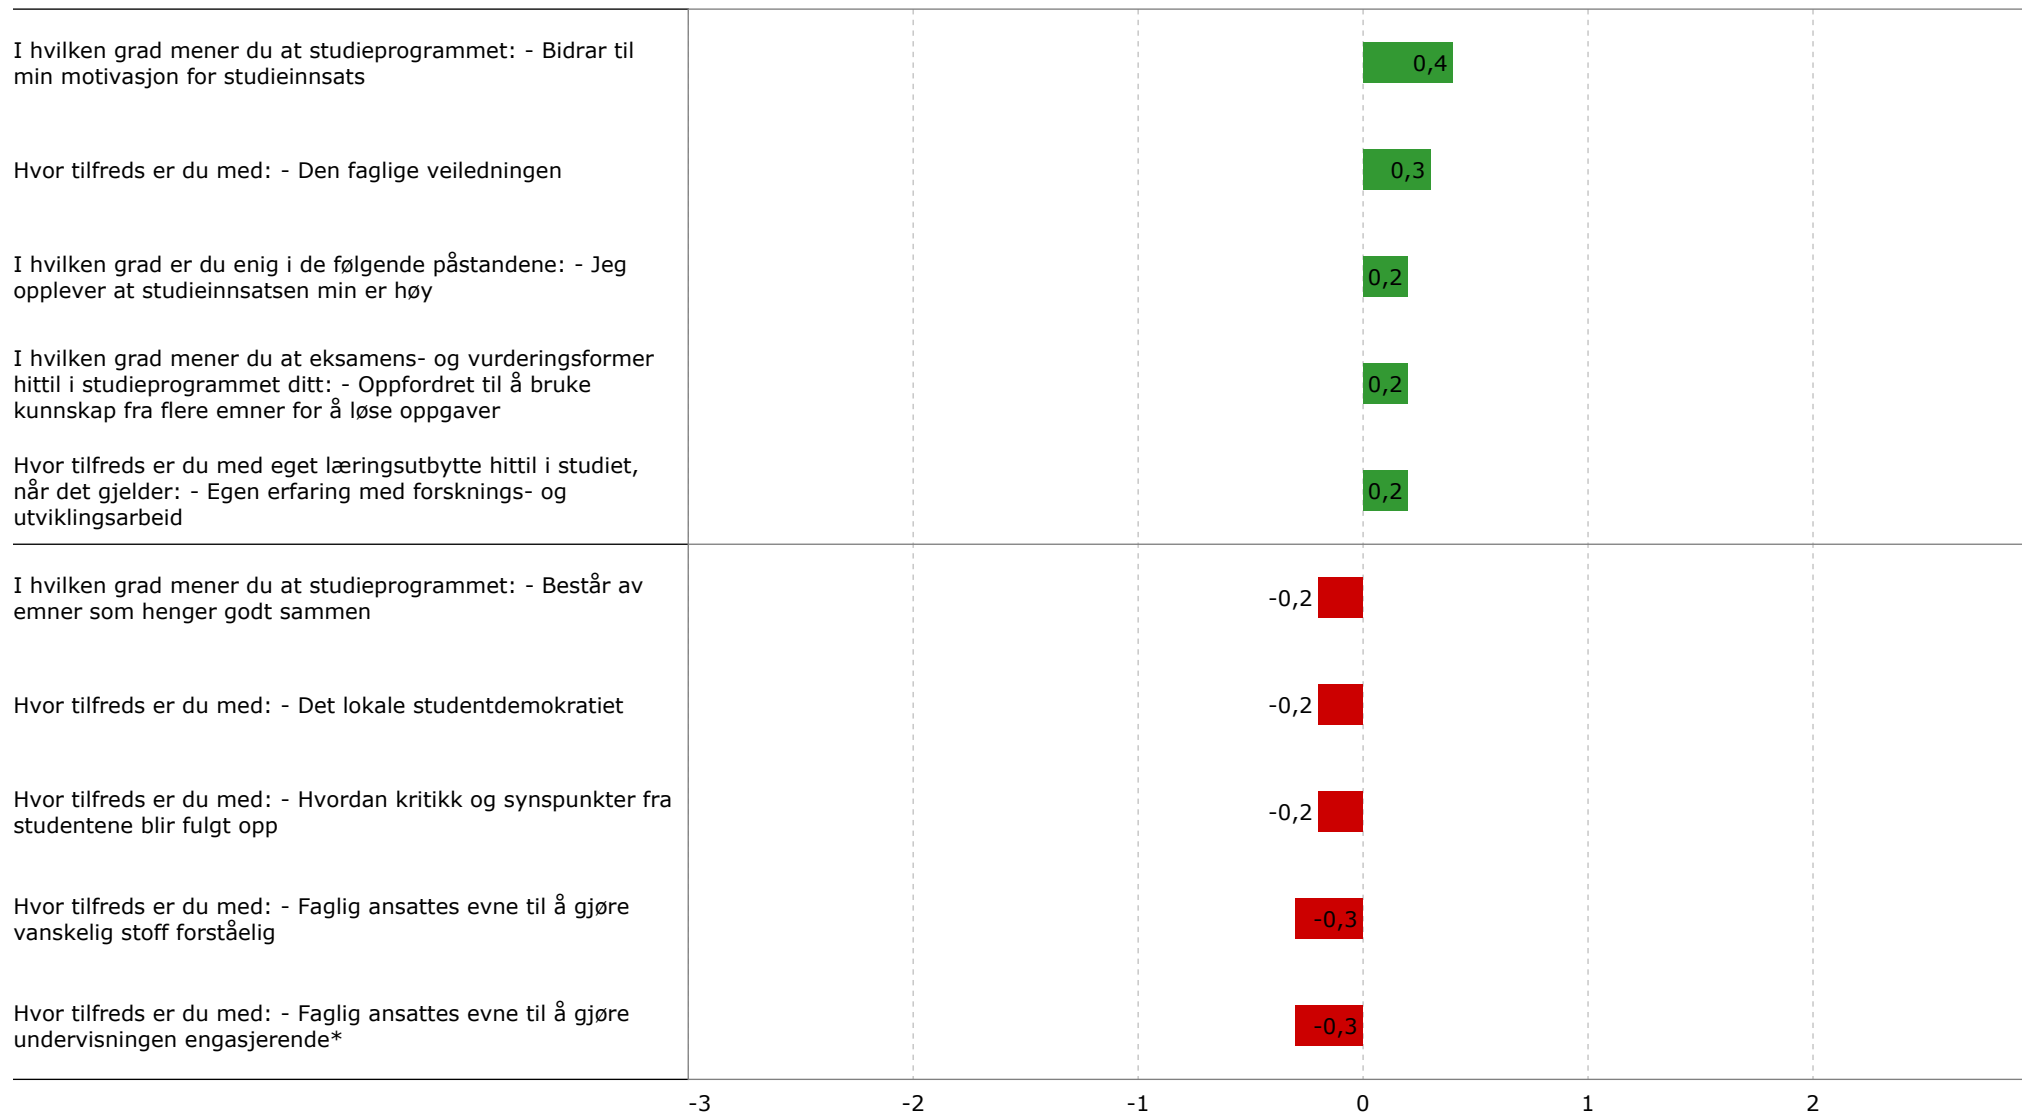 I hvilken grad mener du at studieprogrammet: - Bidrar til
min motivasjon for studieinnsats
0,4
Hvor tilfreds er du med: - Den faglige veiledningen
0,3
I hvilken grad er du enig i de følgende påstandene: - Jeg
opplever at studieinnsatsen min er høy
0,2
I hvilken grad mener du at eksamens- og vurderingsformer
hittil i studieprogrammet ditt: - Oppfordret til å bruke
kunnskap fra flere emner for å løse oppgaver
0,2
Hvor tilfreds er du med eget læringsutbytte hittil i studiet,
når det gjelder: - Egen erfaring med forsknings- og
utviklingsarbeid
0,2
I hvilken grad mener du at studieprogrammet: - Består av
emner som henger godt sammen
-0,2
Hvor tilfreds er du med: - Det lokale studentdemokratiet
-0,2
Hvor tilfreds er du med: - Hvordan kritikk og synspunkter fra
studentene blir fulgt opp
-0,2
Hvor tilfreds er du med: - Faglig ansattes evne til å gjøre
vanskelig stoff forståelig
-0,3
Hvor tilfreds er du med: - Faglig ansattes evne til å gjøre
undervisningen engasjerende*
-0,3
-3 -2 -1 0 1 2